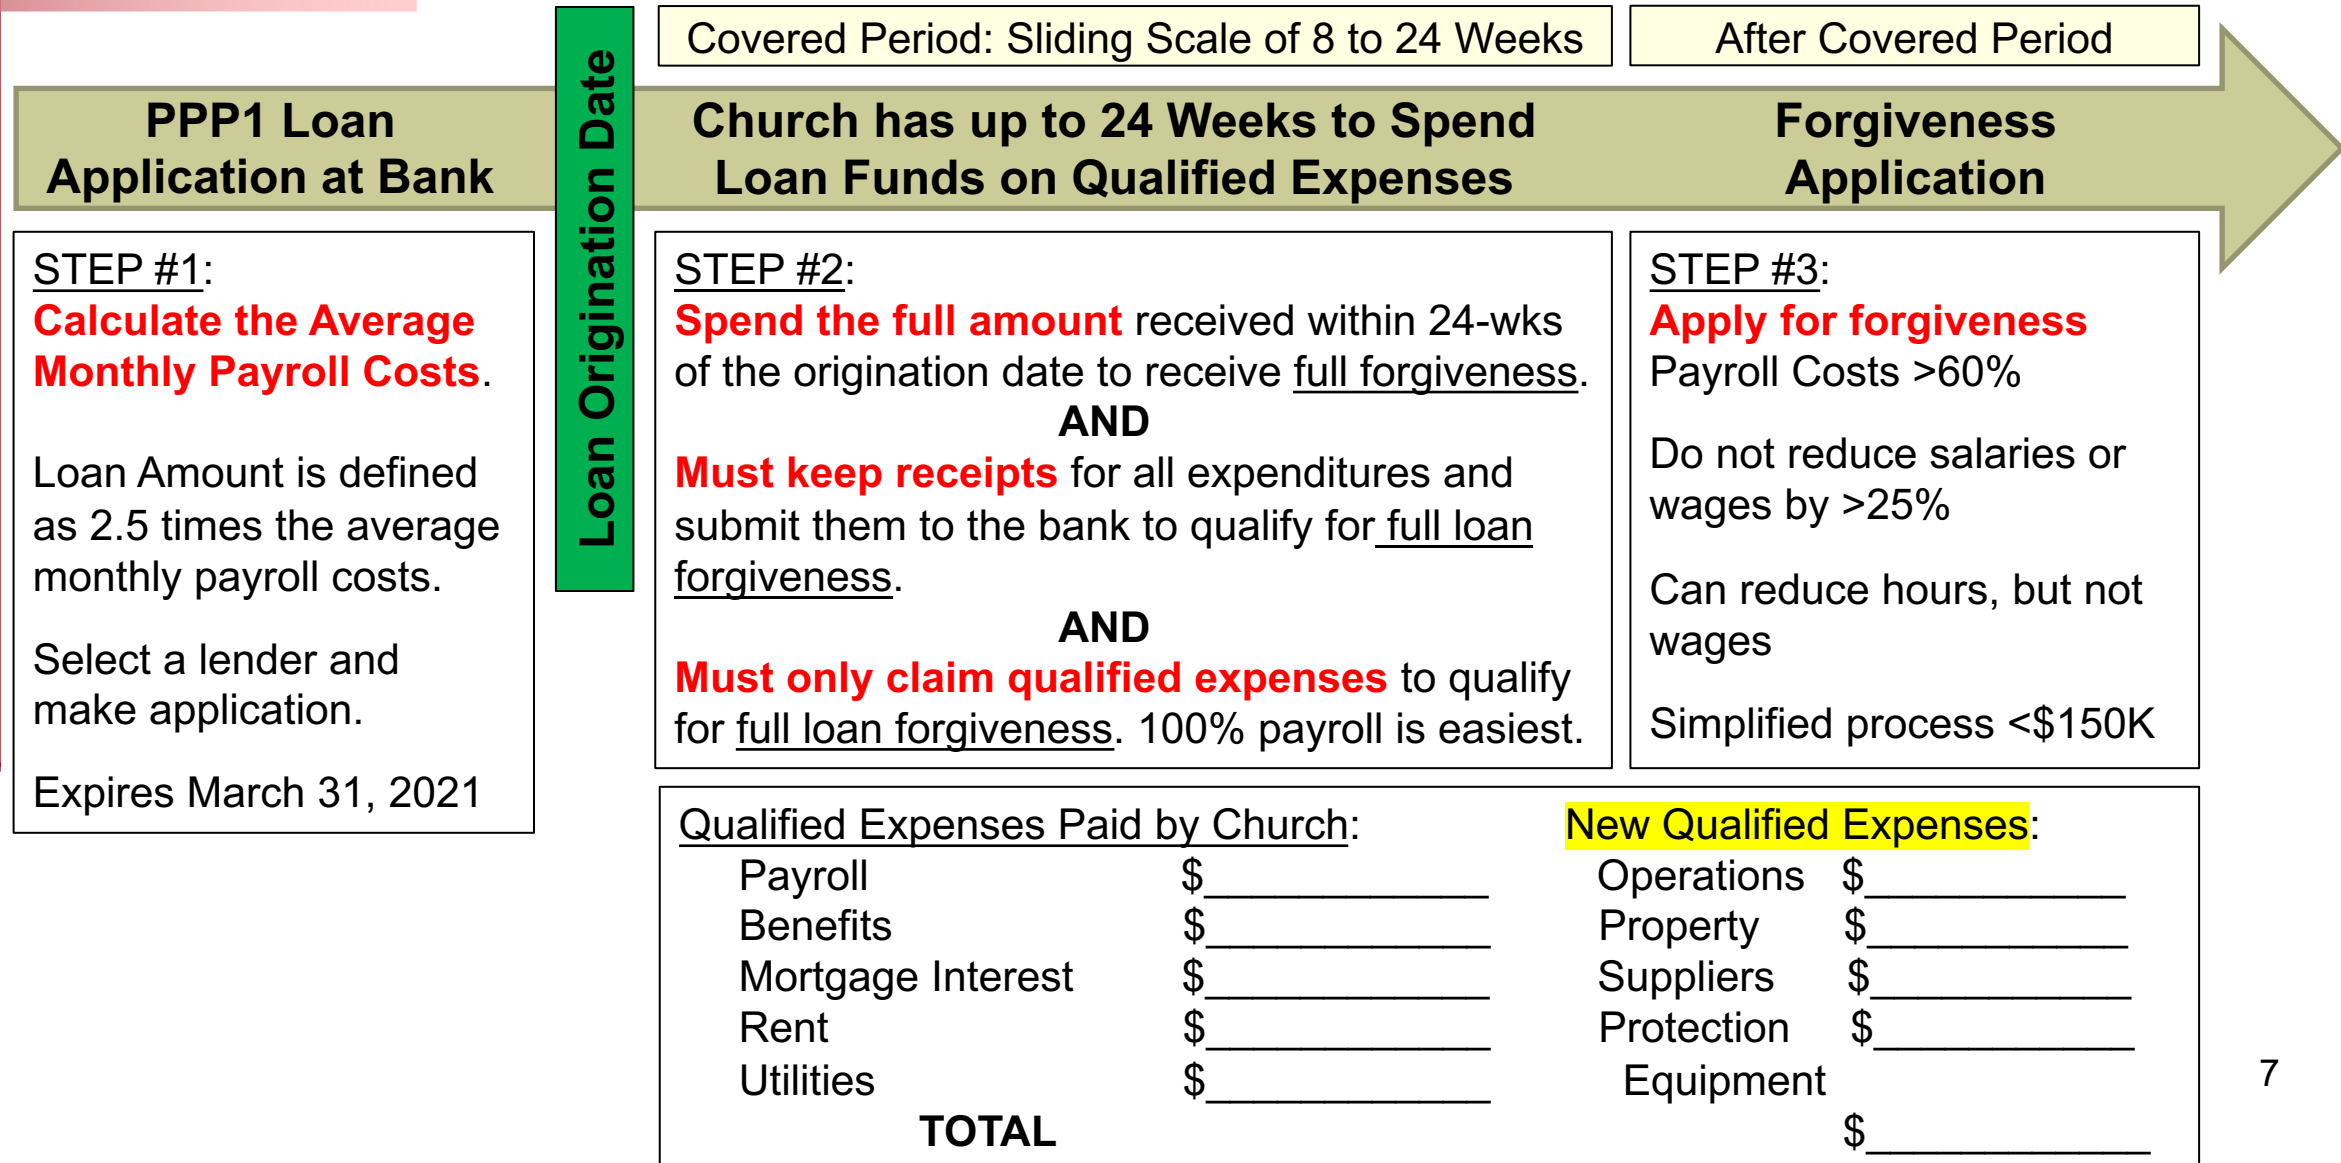 Covered Period: Sliding Scale of 8 to 24 Weeks
After Covered Period
PPP1 Loan
Application at Bank
Loan Origination Date
Church has up to 24 Weeks to Spend
Loan Funds on Qualified Expenses
Forgiveness
Application
STEP #1:
Calculate the Average
Monthly Payroll Costs.
Loan Amount is defined
as 2.5 times the average
monthly payroll costs.
Select a lender and
make application.
Expires March 31, 2021
STEP #2:
Spend the full amount received within 24-wks
of the origination date to receive full forgiveness.
AND
Must keep receipts for all expenditures and
submit them to the bank to qualify for full loan
forgiveness.
AND
Must only claim qualified expenses to qualify
for full loan forgiveness. 100% payroll is easiest.
STEP #3:
Apply for forgiveness
Payroll Costs >60%
Do not reduce salaries or
wages by >25%
Can reduce hours, but not
wages
Simplified process <$150K
Qualified Expenses Paid by Church:
Payroll $____________
Benefits $____________
Mortgage Interest $____________
Rent $____________
Utilities $____________
TOTAL
New Qualified Expenses:
Operations $___________
Property $___________
Suppliers $___________
Protection $___________
Equipment
$____________
7